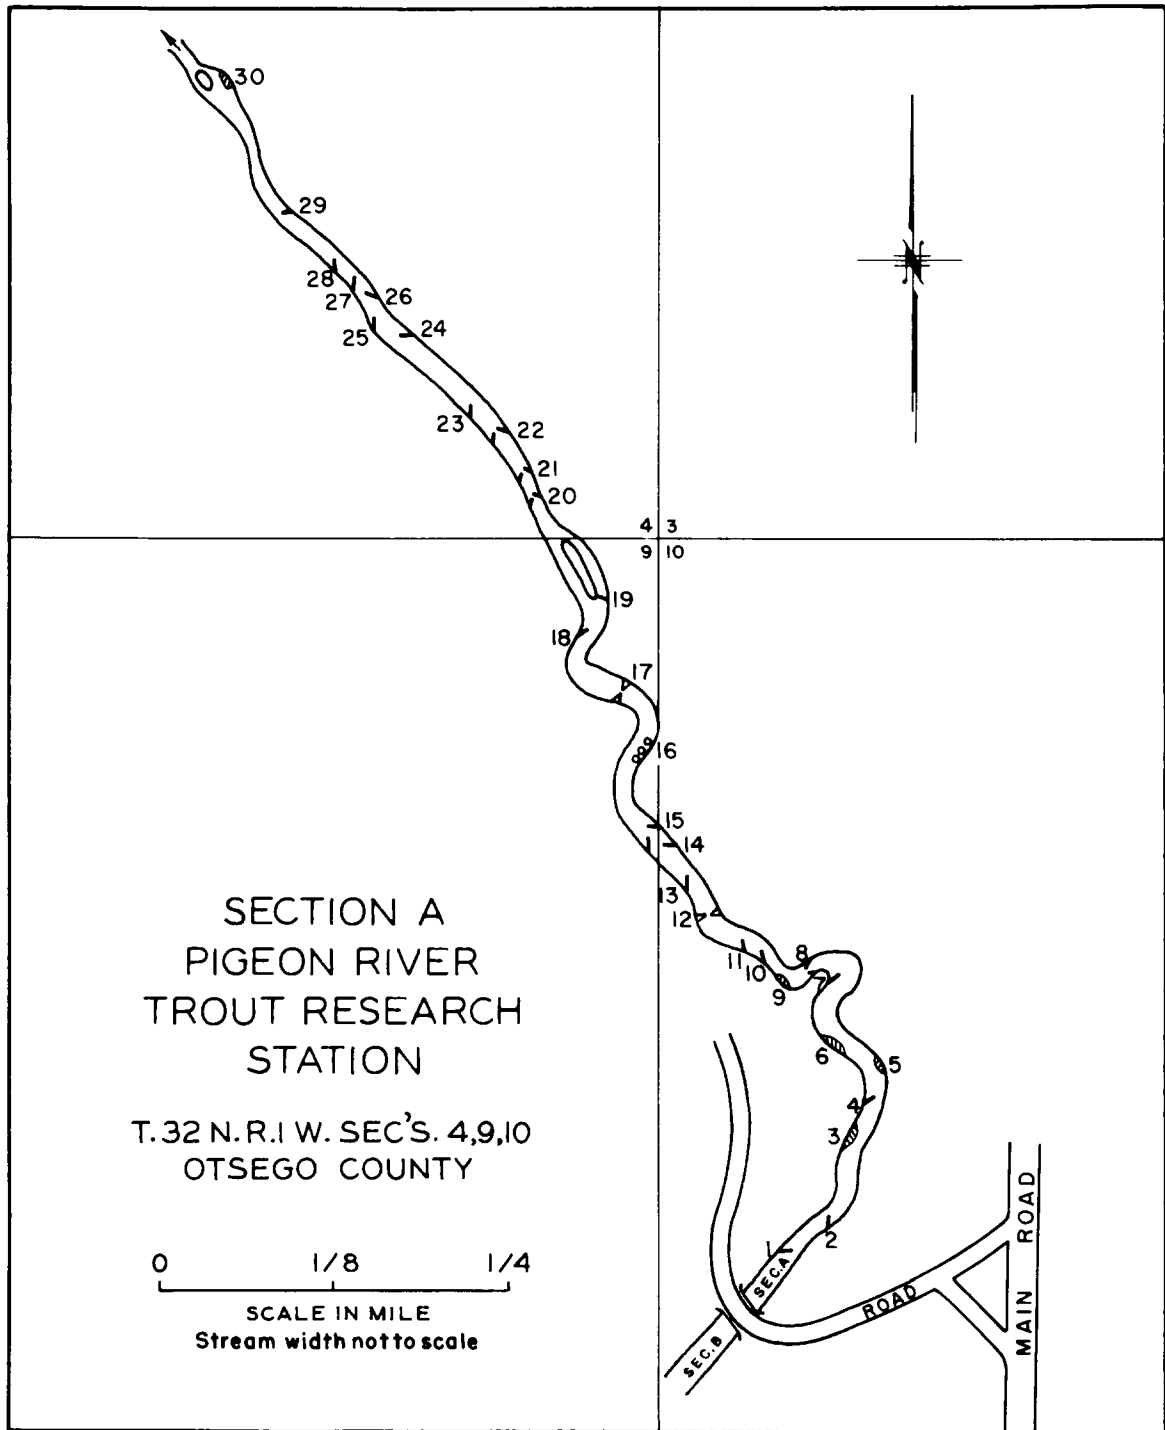 30
29
28
27
26
25
24
23
22
21
20
4 3
9 10
19
18
17
16
15
14
13
12
11
10
9
8
6
5
4
3
2
1
SECTION A
PIGEON RIVER
TROUT RESEARCH
STATION
T. 32 N. R. I W. SEC'S. 4,9,10
OTSEGO COUNTY
0 1/8 1/4
SCALE IN MILE
Stream width not to scale
SEC. A
SEC. B
ROAD
MAIN ROAD
N